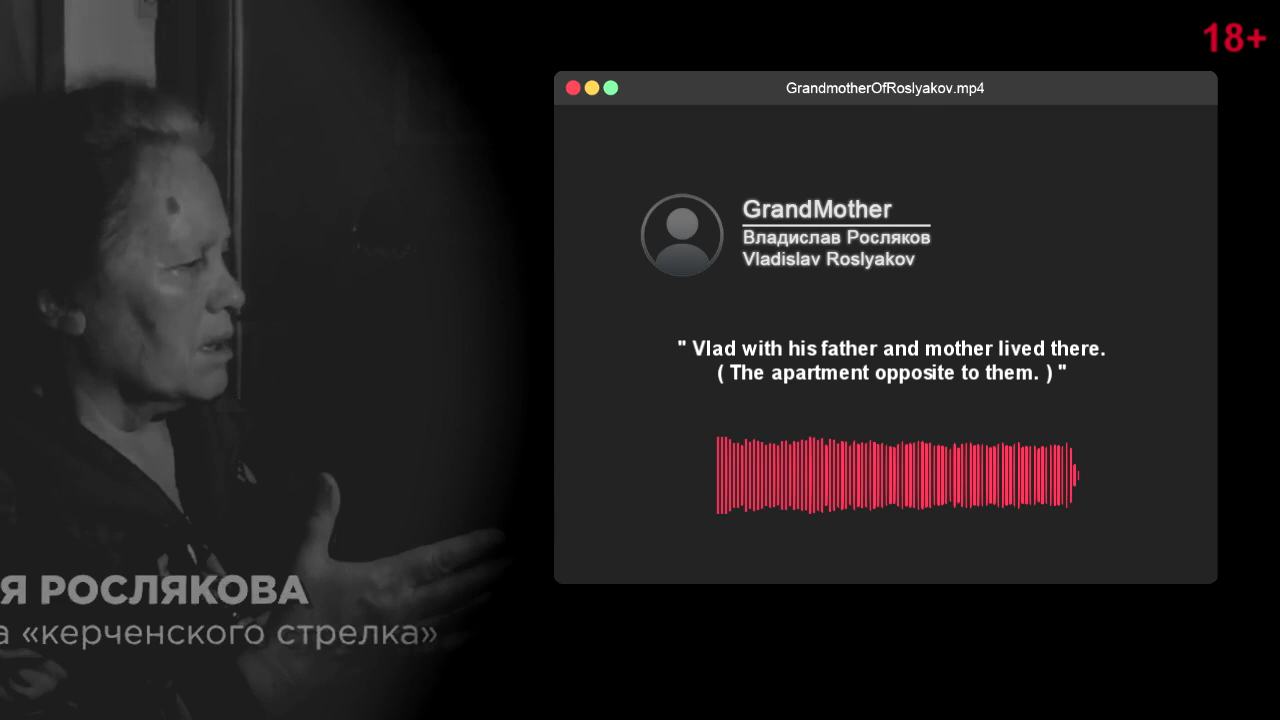 18+
GrandmotherOfRoslyakov.mp4
GrandMother
Владислав Росляков
Vladislav Roslyakov
" Vlad with his father and mother lived there.
( The apartment opposite to them. ) "
Я РОСЛЯКОВА
а «керченского стрелка»